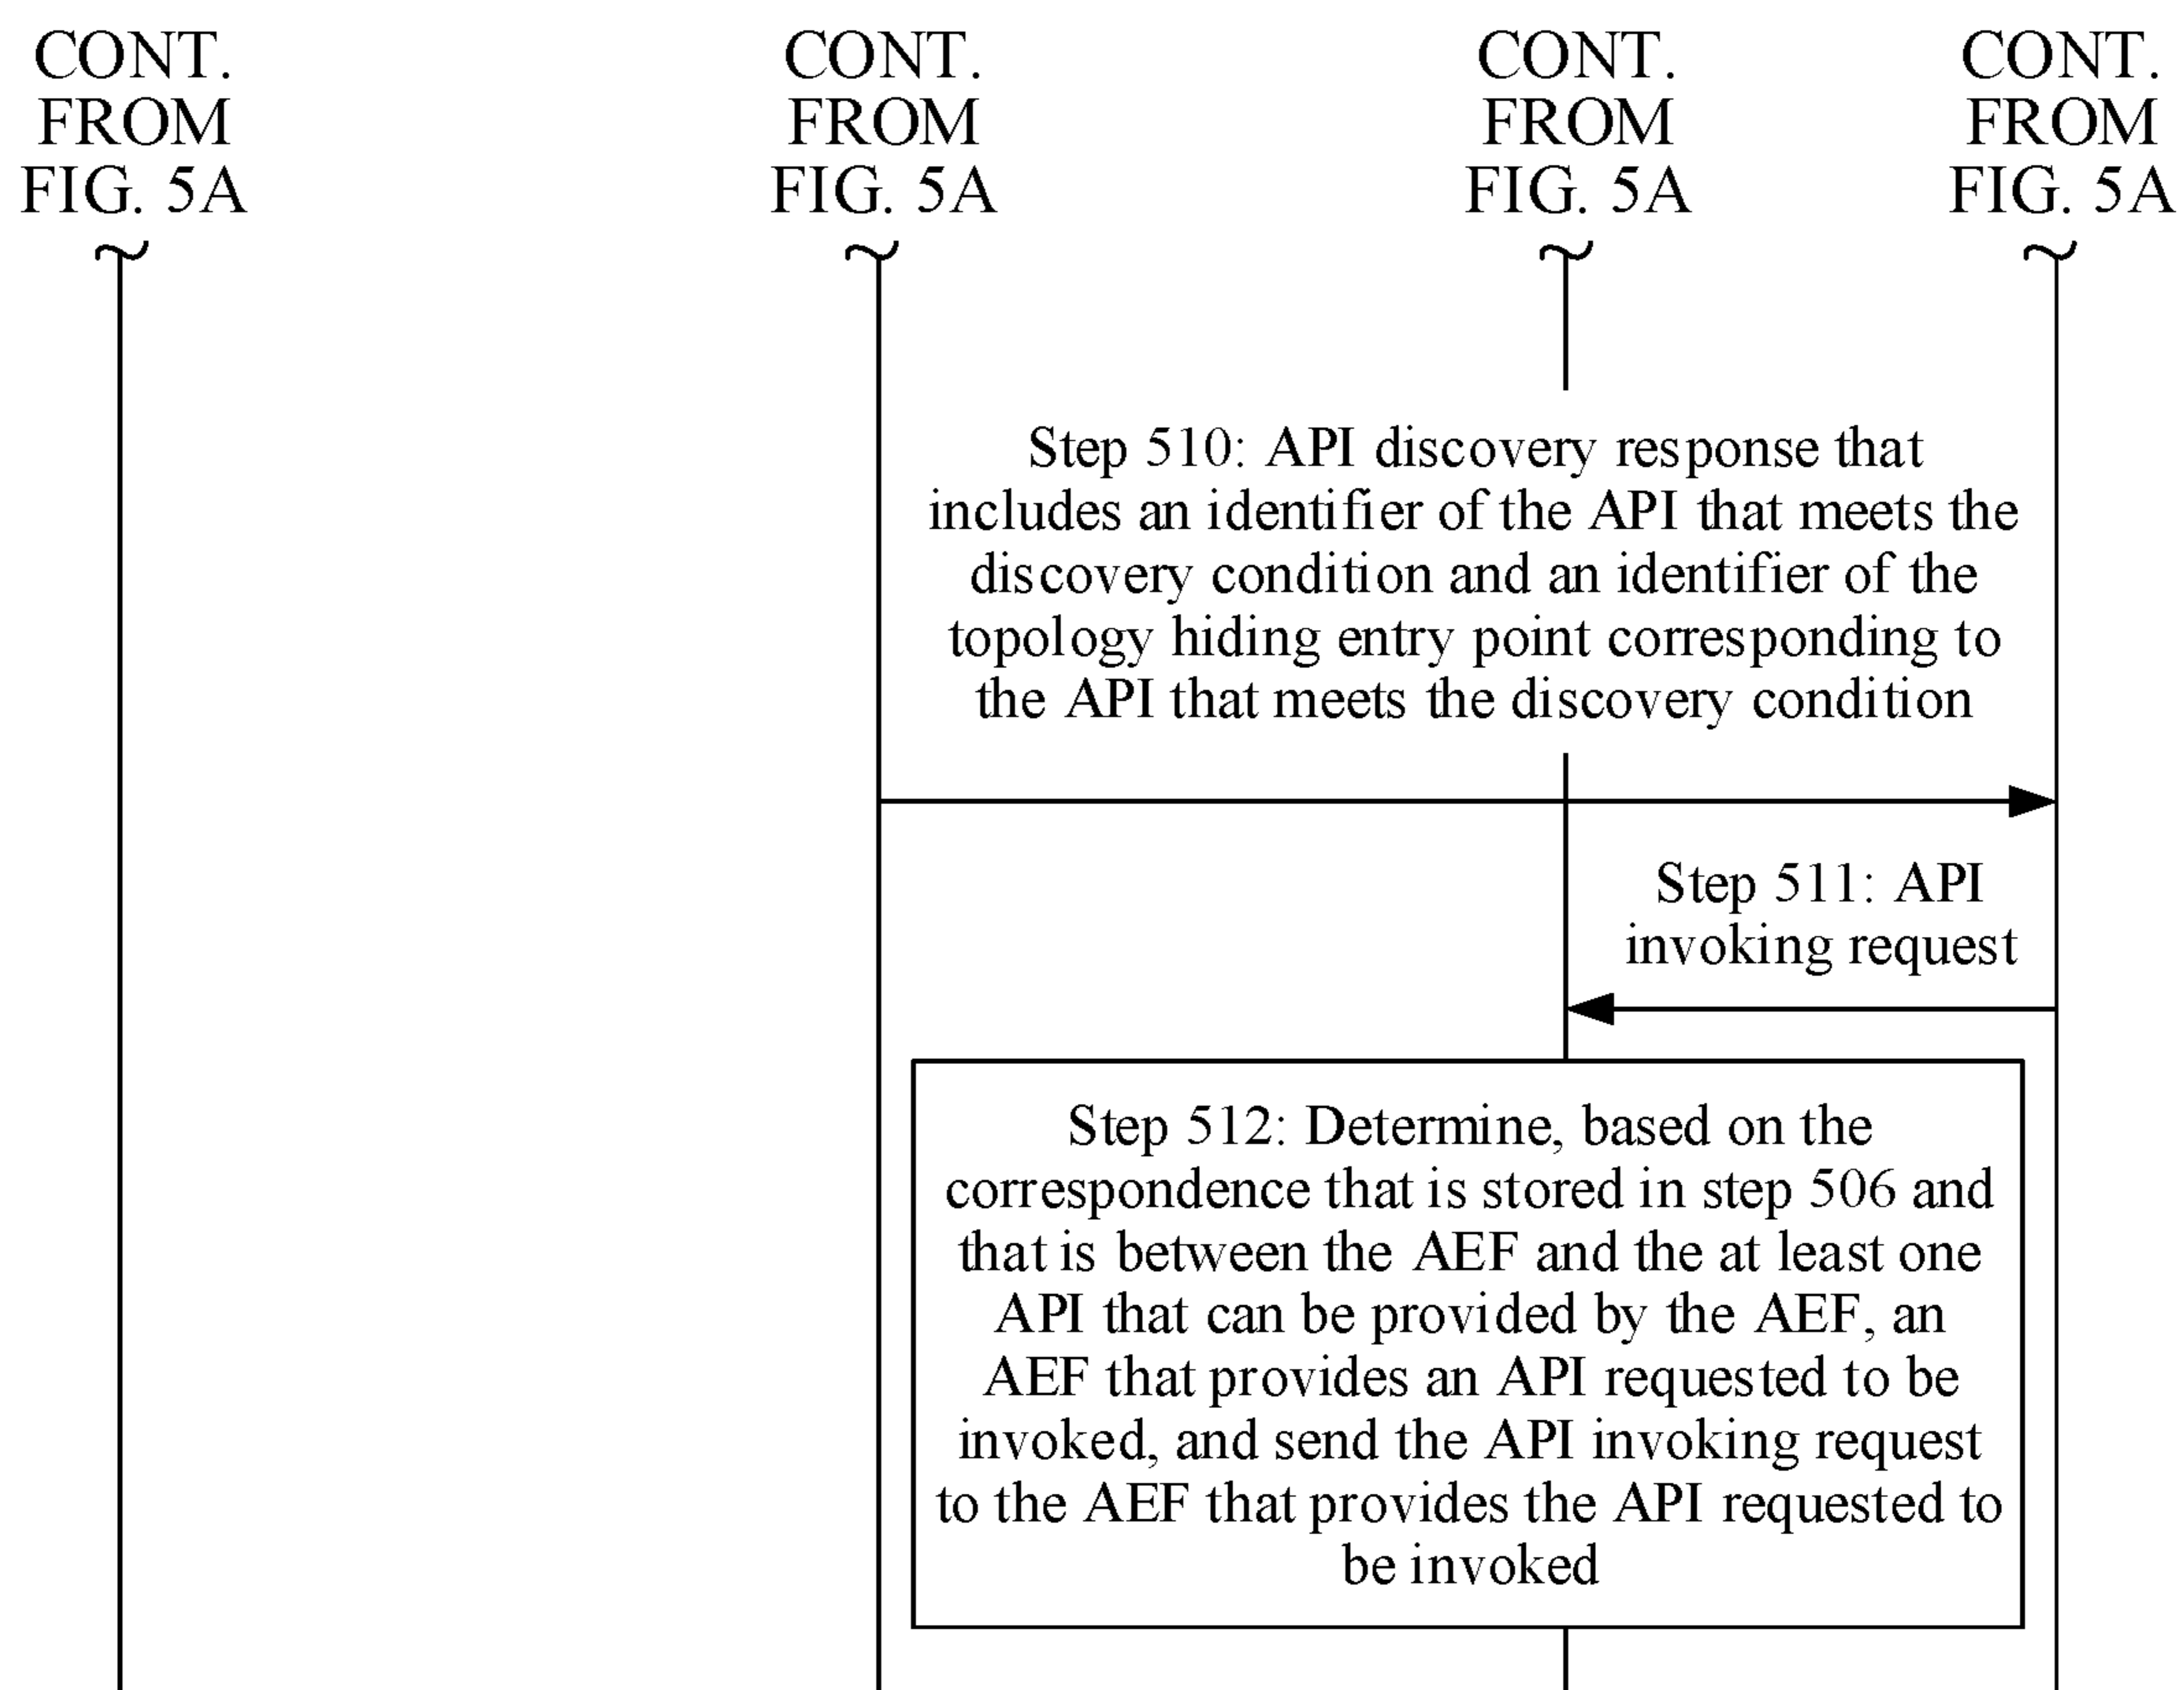 CONT.
FROM
FIG. 5A
CONT.
FROM
FIG. 5A
CONT.
FROM
FIG. 5A
CONT.
FROM
FIG. 5A
Step 510: API discovery response that
includes an identifier of the API that meets the
discovery condition and an identifier of the
topology hiding entry point corresponding to
the API that meets the discovery condition
Step 511: API
invoking request
Step 512: Determine, based on the
correspondence that is stored in step 506 and
that is between the AEF and the at least one
API that can be provided by the AEF, an
AEF that provides an API requested to be
invoked, and send the API invoking request
to the AEF that provides the API requested to
be invoked